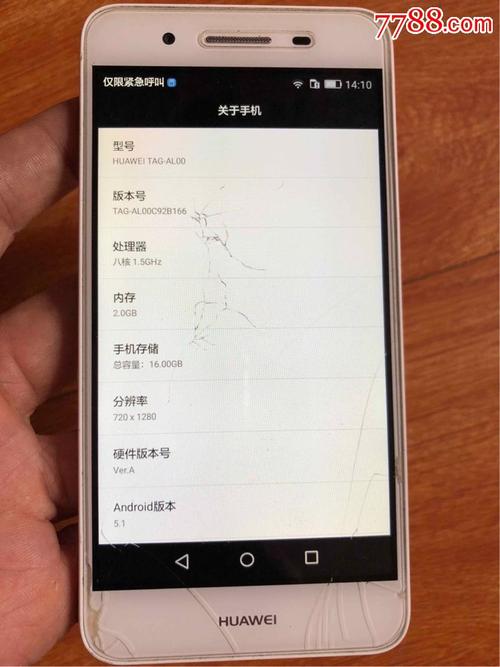 7788.com
仅限紧急呼叫
14:10
关于手机
型号
HUAWEI TAG-AL00
版本号
TAG-AL00C92B166
处理器
八核 1.5GHz
内存
2.0GB
手机存储
总容量：16.00GB
分辨率
720 x 1280
硬件版本号
Ver.A
Android版本
5.1
HUAWEI